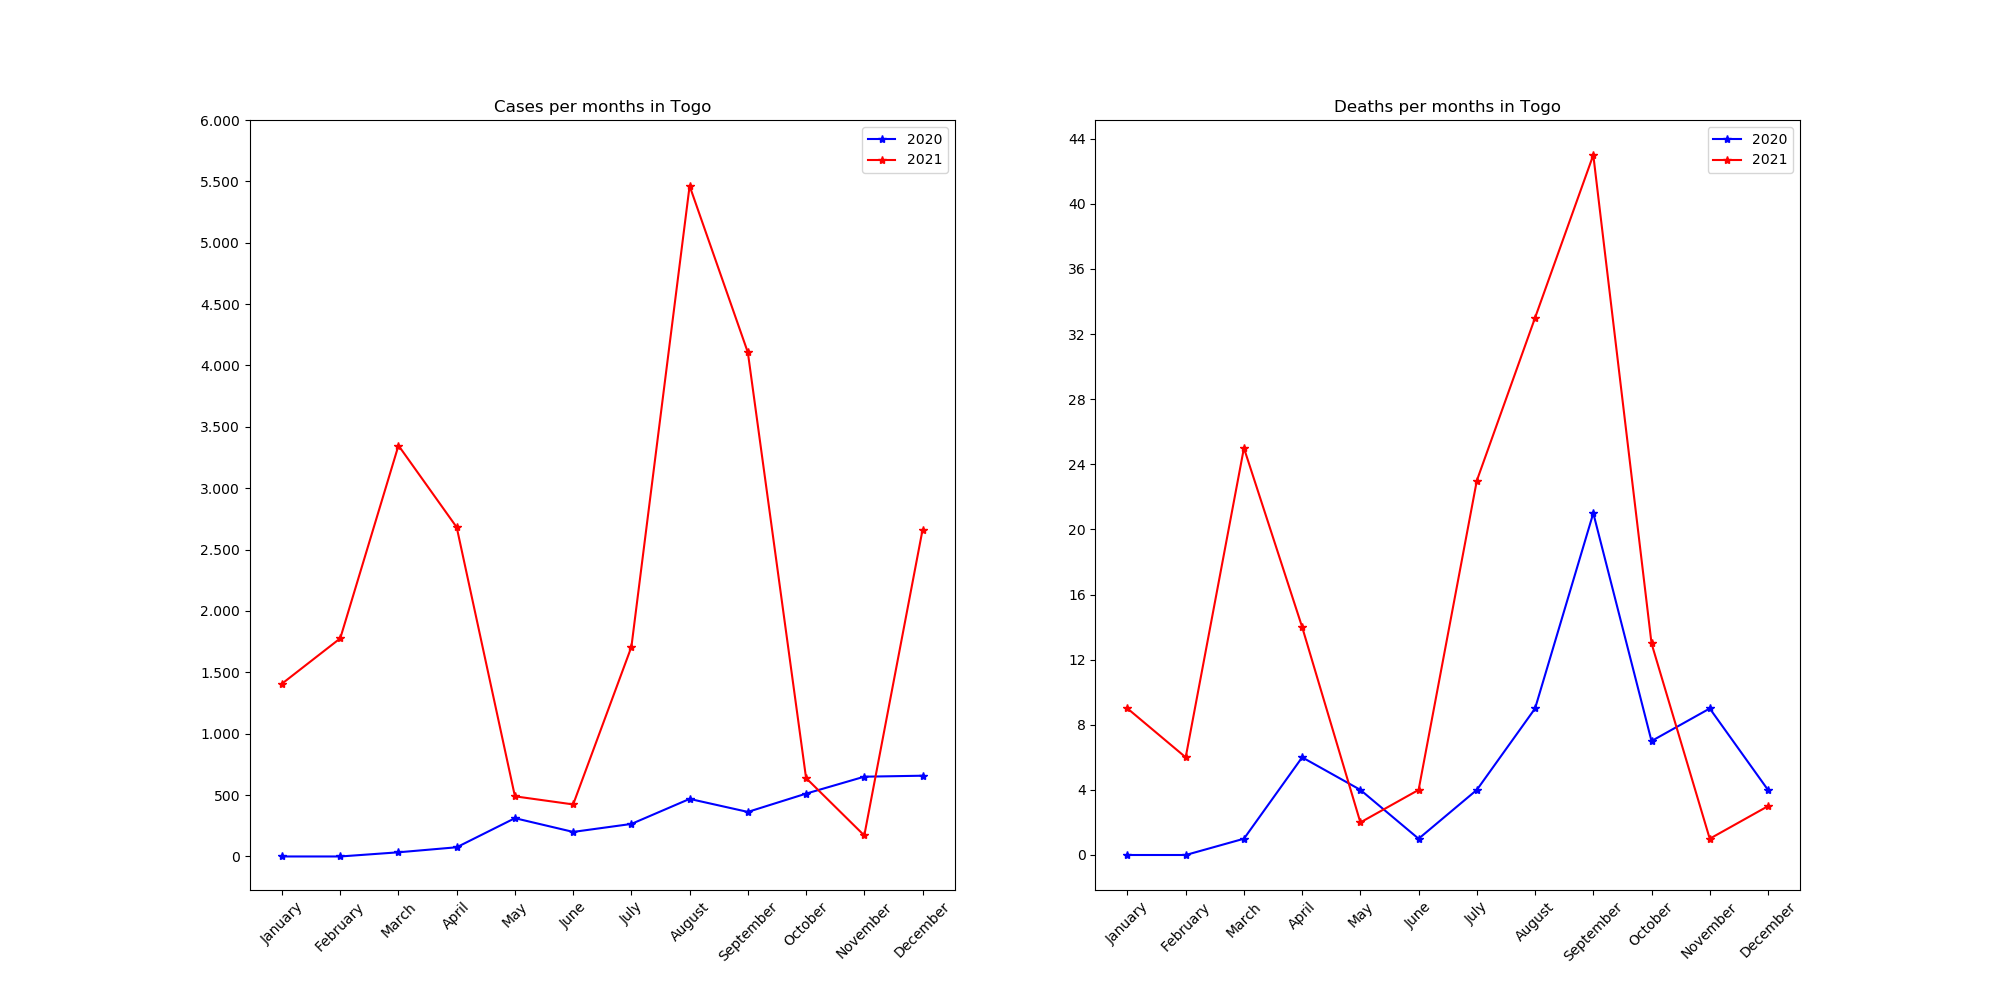 Cases per months in Togo
6.000
5.500
5.000
4.500
4.000
3.500
3.000
2.500
2.000
1.500
1.000
500
0
2020
2021
January
February
March
April
May
June
July
August
September
October
November
December
Deaths per months in Togo
44
40
36
32
28
24
20
16
12
8
4
0
2020
2021
January
February
March
April
May
June
July
August
September
October
November
December